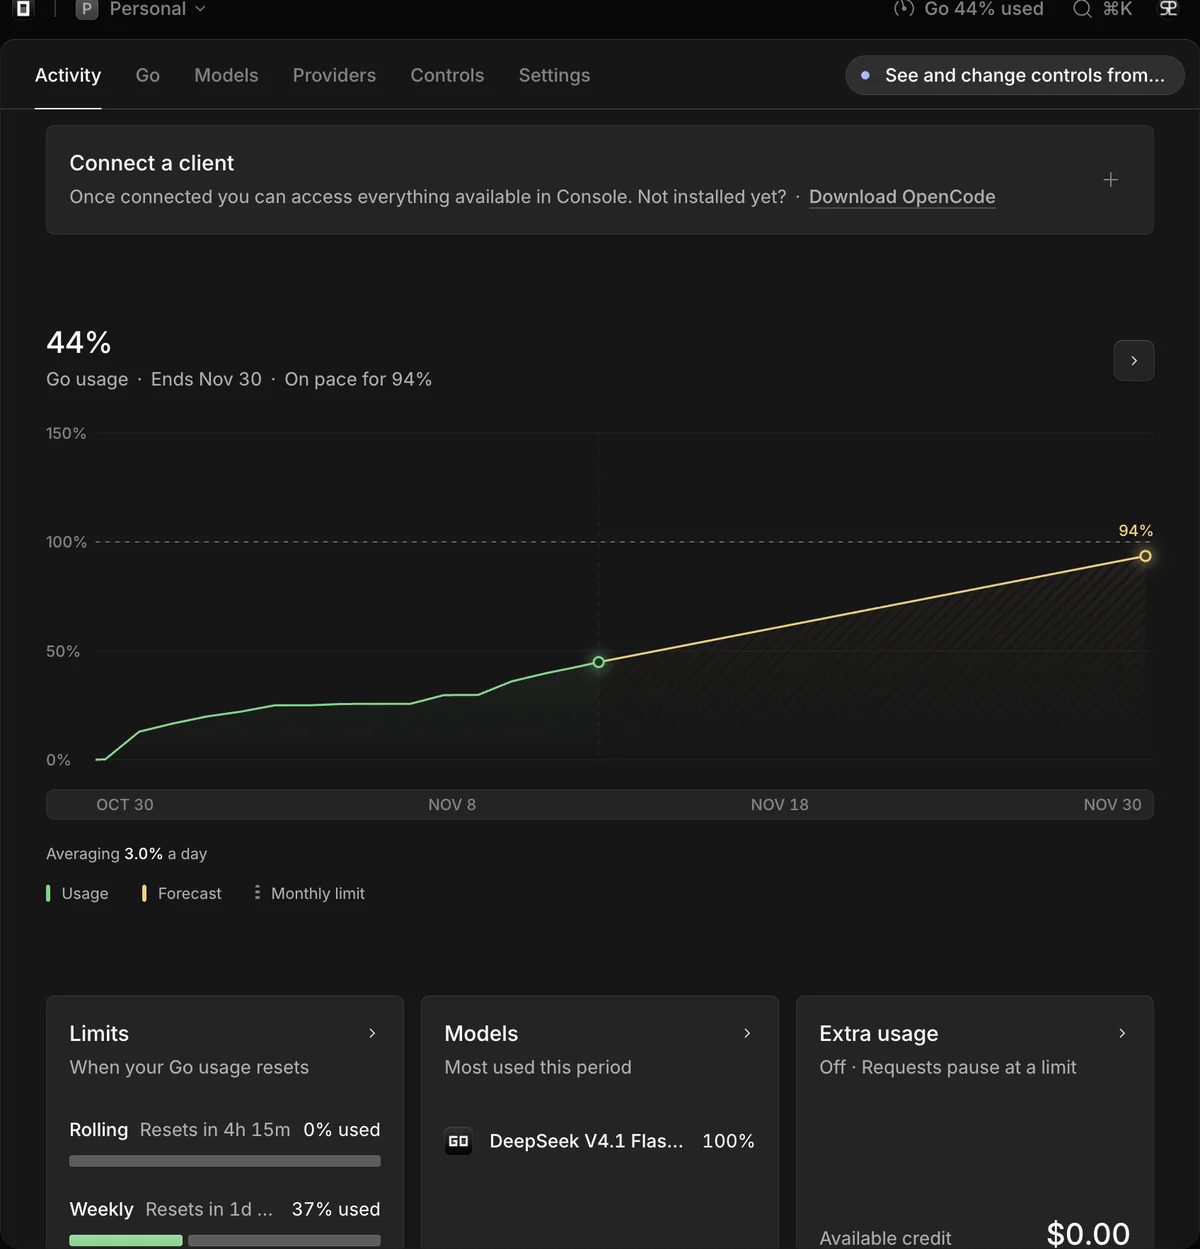 P Personal
Go 44% used
⌘K
Activity
Go
Models
Providers
Controls
Settings
See and change controls from...
Connect a client
Once connected you can access everything available in Console. Not installed yet? · Download OpenCode
44%
Go usage · Ends Nov 30 · On pace for 94%
150%
94%
100%
50%
0%
OCT 30
NOV 8
NOV 18
NOV 30
Averaging 3.0% a day
Usage
Forecast
Monthly limit
Limits
When your Go usage resets
Rolling Resets in 4h 15m 0% used
Weekly Resets in 1d ... 37% used
Models
Most used this period
GO DeepSeek V4.1 Flas... 100%
Extra usage
Off · Requests pause at a limit
Available credit $0.00